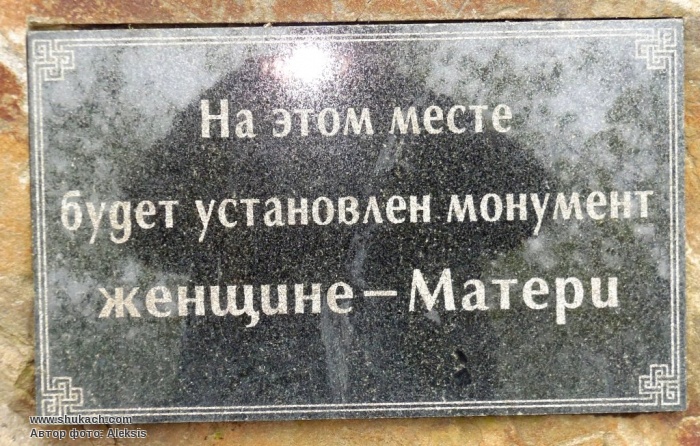 На этом месте
будет установлен монумент
женщине – Матери
www.shukach.com
Автор фото: Aleksis